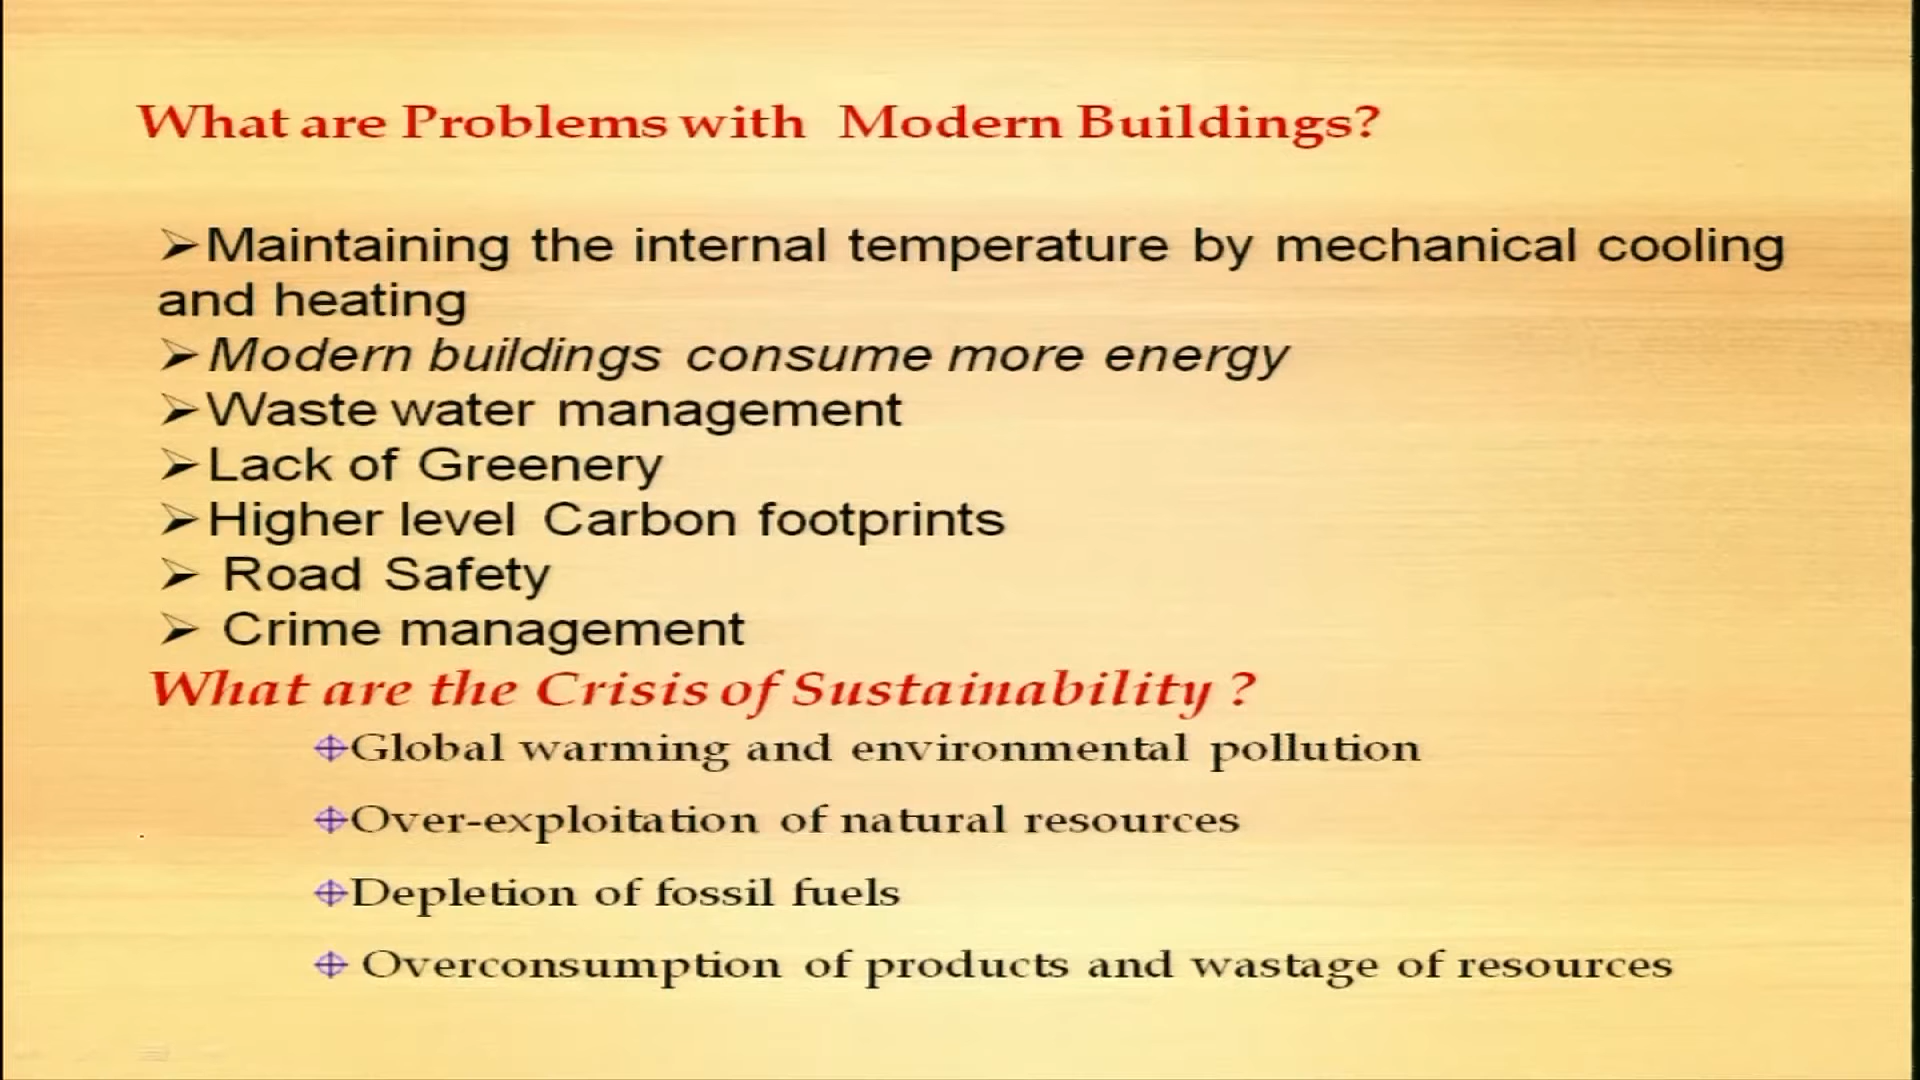 What are Problems with Modern Buildings?
➢Maintaining the internal temperature by mechanical cooling
and heating
➢Modern buildings consume more energy
➢Waste water management
➢Lack of Greenery
➢Higher level Carbon footprints
➢ Road Safety
➢ Crime management
What are the Crisis of Sustainability ?
Global warming and environmental pollution
Over-exploitation of natural resources
Depletion of fossil fuels
Overconsumption of products and wastage of resources